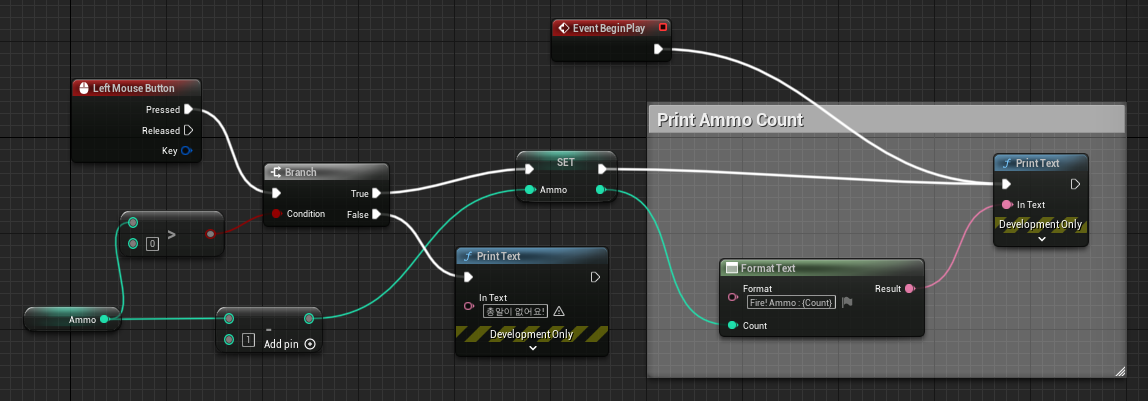 Event BeginPlay
Left Mouse Button
Pressed
Released
Key
Print Ammo Count
Branch
True
Condition
False
SET
Ammo
Print Text
In Text
Development Only
0
>
Ammo
-
1
Add pin
Print Text
In Text
총알이 없어요!
Development Only
Format Text
Format
Result
Fire! Ammo : {Count}
Count